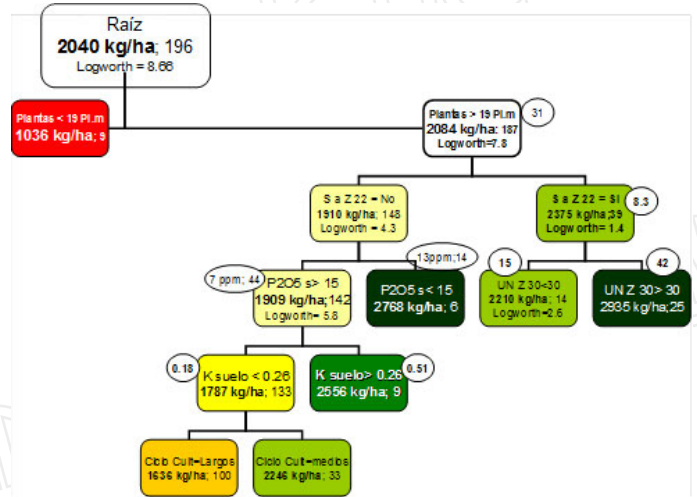 Raíz
2040 kg/ha; 196
Logworth = 8.66
Plantas < 19 Pl.m
1036 kg/ha; 9
Plantas > 19 Pl.m
2084 kg/ha: 187
Logworth=7.8
31
S a Z 22 = No
1910 kg/ha; 148
Logworth = 4.3
S a Z 22 = SI
2375 kg/ha;39
Logworth= 1.4
8.3
7 ppm; 44
P2O5 s> 15
1909 kg/ha;142
Logworth= 5.8
13ppm;14
P2O5 s< 15
2768 kg/ha; 6
15
UN Z 30<30
2210 kg/ha; 14
Logworth=2.6
42
UN Z 30> 30
2935 kg/ha;25
0.18
K suelo < 0.26
1787 kg/ha; 133
K suelo> 0.26
2556 kg/ha; 9
0.51
Ciclo Cult=Largos
1636 kg/ha; 100
Ciclo Cult=medios
2246 kg/ha; 33